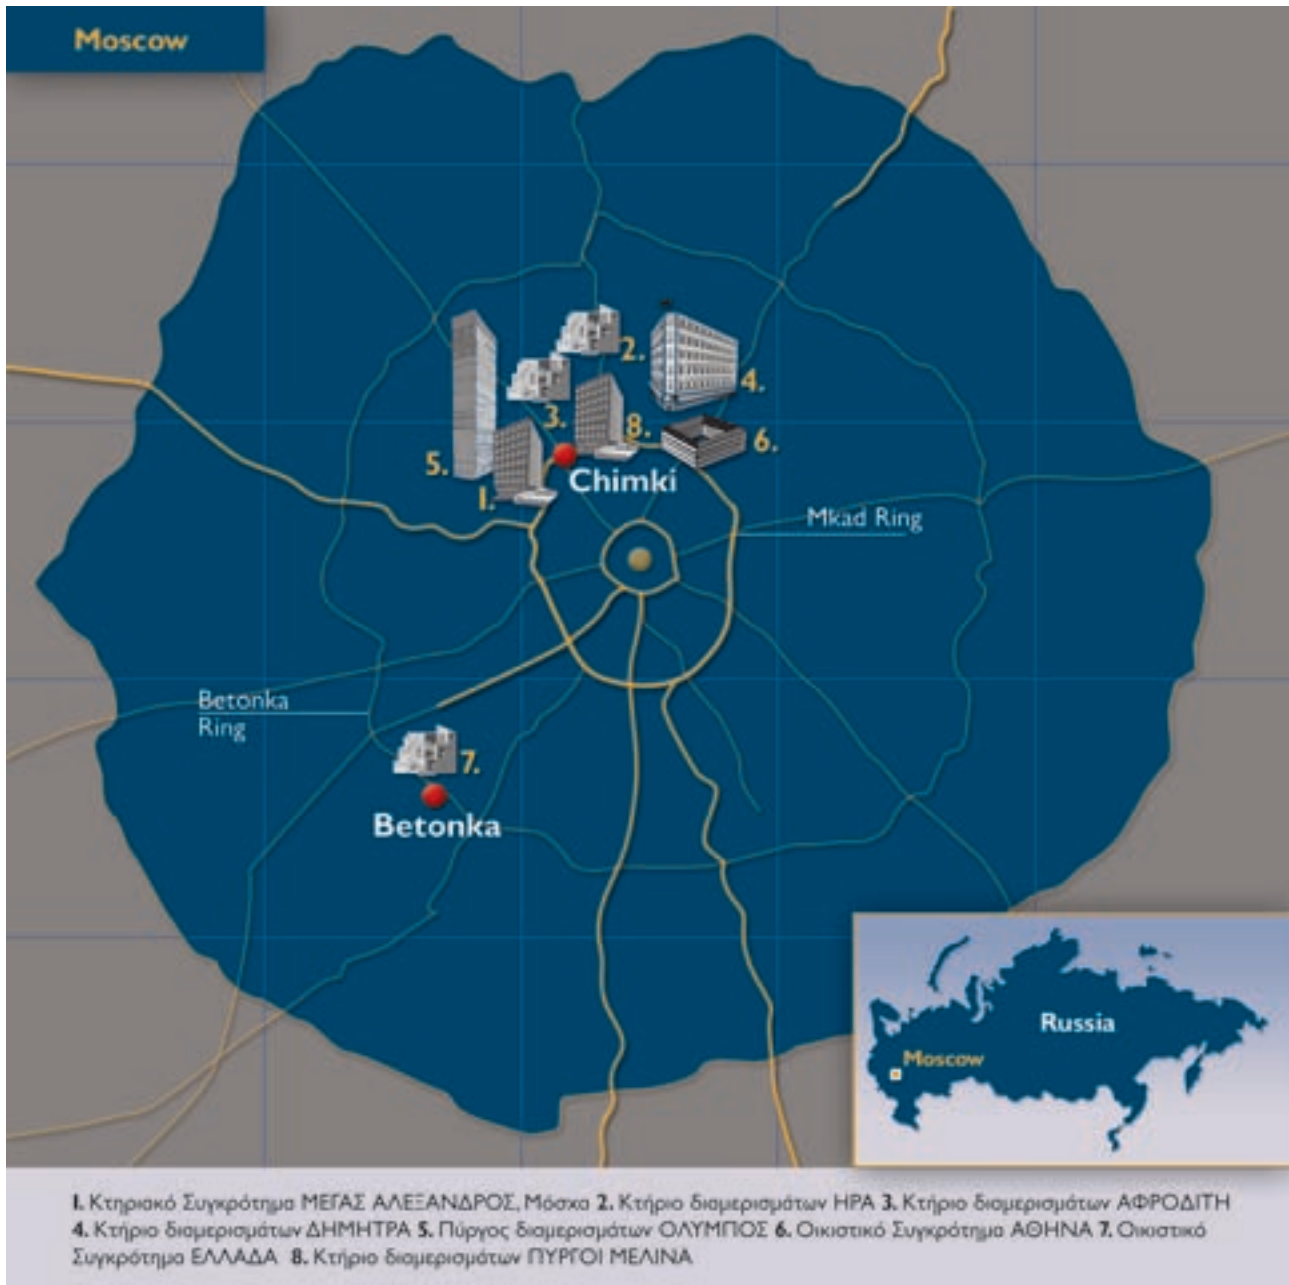 Moscow
2.
4.
3.
8.
6.
5.
Chimki
1.
Mkad Ring
Betonka
Ring
7.
Betonka
Russia
Moscow
1. Κτηριακό Συγκρότημα ΜΕΓΑΣ ΑΛΕΞΑΝΔΡΟΣ, Μόσχα 2. Κτήριο διαμερισμάτων ΗΡΑ 3. Κτήριο διαμερισμάτων ΑΦΡΟΔΙΤΗ
4. Κτήριο διαμερισμάτων ΔΗΜΗΤΡΑ 5. Πύργος διαμερισμάτων ΟΛΥΜΠΟΣ 6. Οικιστικό Συγκρότημα ΑΘΗΝΑ 7. Οικιστικό
Συγκρότημα ΕΛΛΑΔΑ 8. Κτήριο διαμερισμάτων ΠΥΡΓΟΙ ΜΕΛΙΝΑ